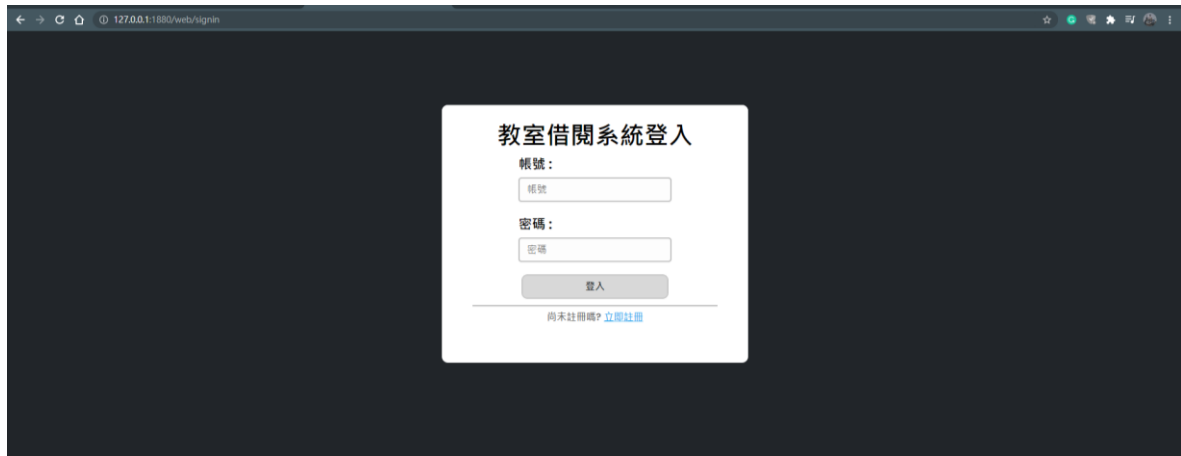 127.0.0.1:1880/web/signin
教室借閱系統登入
帳號：
帳號
密碼：
密碼
登入
尚未註冊嗎? 立即註冊